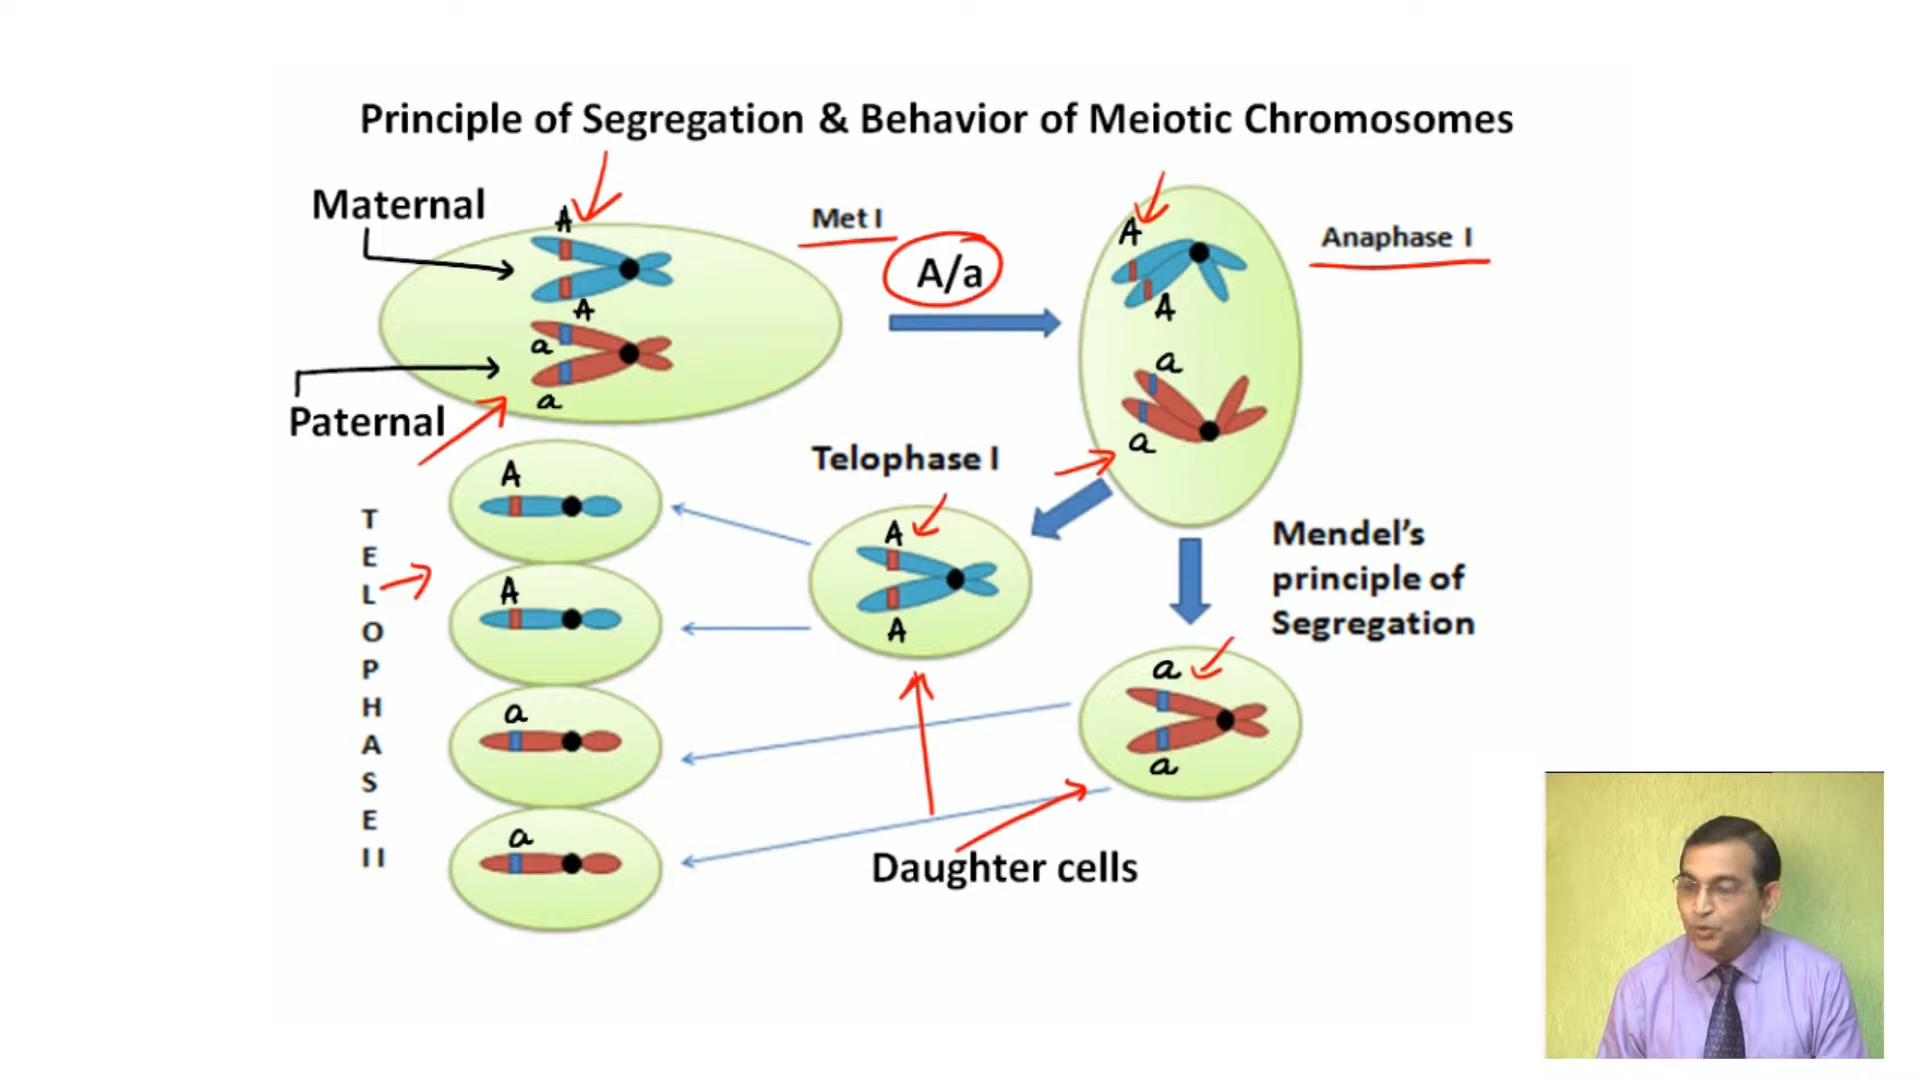 Principle of Segregation & Behavior of Meiotic Chromosomes
Maternal
A
A
a
a
Paternal
Met I
A/a
A
A
a
a
Anaphase I
Telophase I
A
A
Mendel's
principle of
Segregation
a
a
Daughter cells
T
E
L
O
P
H
A
S
E
II
A
A
a
a